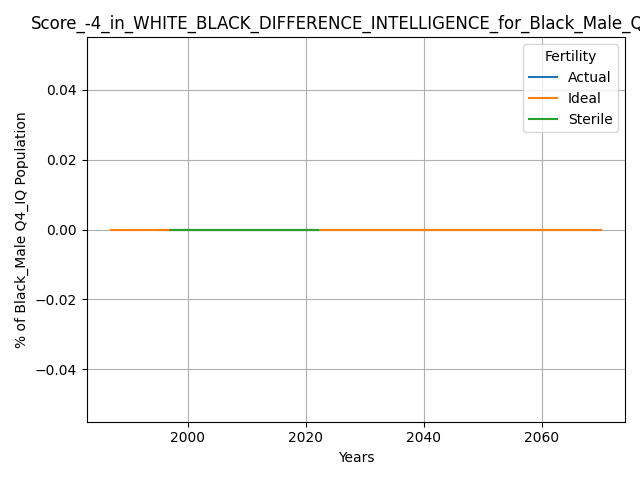 Score_-4_in_WHITE_BLACK_DIFFERENCE_INTELLIGENCE_for_Black_Male_Q
Fertility
Actual
Ideal
Sterile
% of Black_Male Q4_IQ Population
0.04
0.02
0.00
−0.02
−0.04
2000
2020
2040
2060
Years